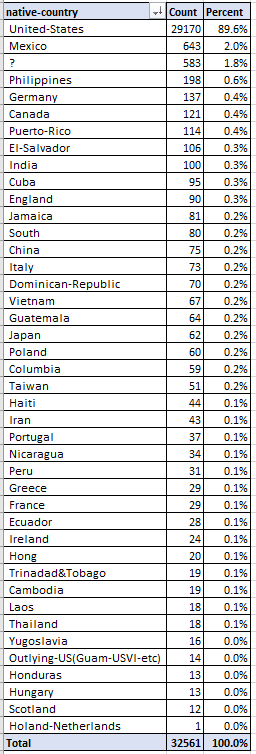 native-country Count Percent
United-States 29170 89.6%
Mexico 643 2.0%
? 583 1.8%
Philippines 198 0.6%
Germany 137 0.4%
Canada 121 0.4%
Puerto-Rico 114 0.4%
El-Salvador 106 0.3%
India 100 0.3%
Cuba 95 0.3%
England 90 0.3%
Jamaica 81 0.2%
South 80 0.2%
China 75 0.2%
Italy 73 0.2%
Dominican-Republic 70 0.2%
Vietnam 67 0.2%
Guatemala 64 0.2%
Japan 62 0.2%
Poland 60 0.2%
Columbia 59 0.2%
Taiwan 51 0.2%
Haiti 44 0.1%
Iran 43 0.1%
Portugal 37 0.1%
Nicaragua 34 0.1%
Peru 31 0.1%
Greece 29 0.1%
France 29 0.1%
Ecuador 28 0.1%
Ireland 24 0.1%
Hong 20 0.1%
Trinadad&Tobago 19 0.1%
Cambodia 19 0.1%
Laos 18 0.1%
Thailand 18 0.1%
Yugoslavia 16 0.0%
Outlying-US(Guam-USVI-etc) 14 0.0%
Honduras 13 0.0%
Hungary 13 0.0%
Scotland 12 0.0%
Holand-Netherlands 1 0.0%
Total 32561 100.0%